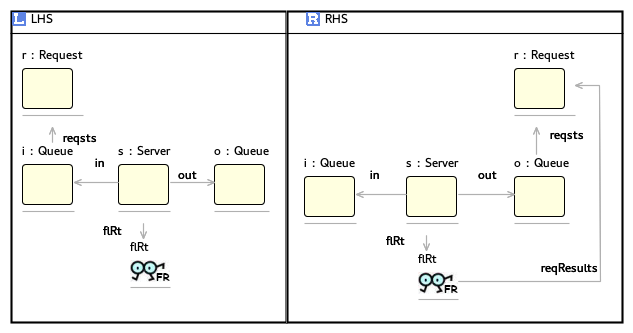 L LHS
r : Request
reqsts
i : Queue
in
s : Server
out
o : Queue
flRt
flRt
FR
R RHS
r : Request
reqsts
i : Queue
in
s : Server
out
o : Queue
flRt
flRt
FR
reqResults